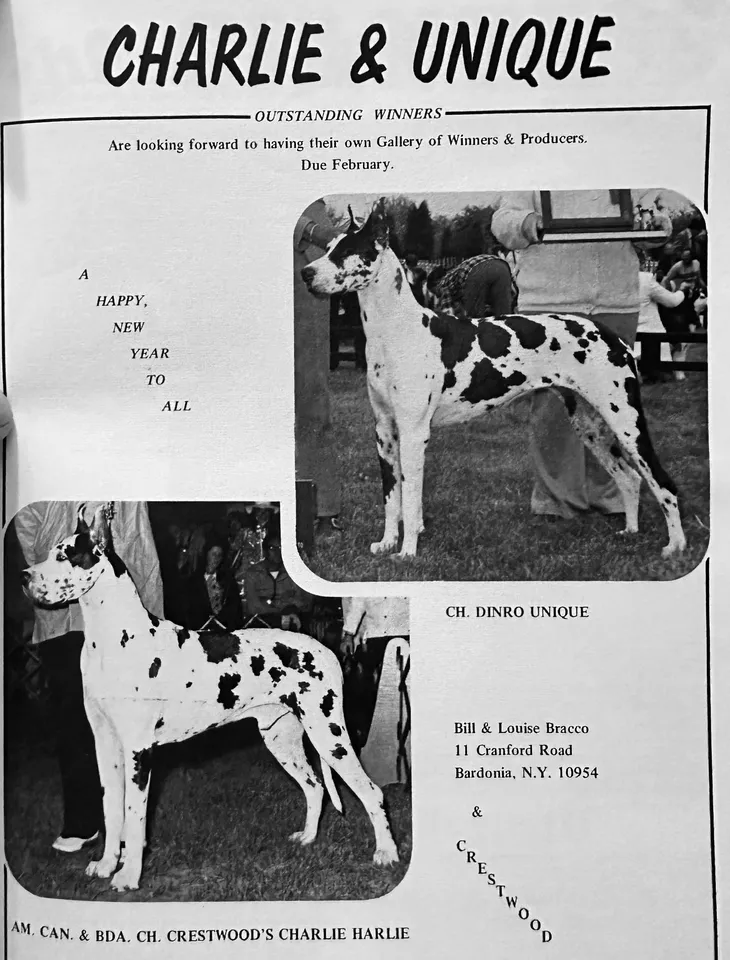 CHARLIE & UNIQUE
OUTSTANDING WINNERS
Are looking forward to having their own Gallery of Winners & Producers.
Due February.
A
HAPPY,
NEW
YEAR
TO
ALL
CH. DINRO UNIQUE
Bill & Louise Bracco
11 Cranford Road
Bardonia, N.Y. 10954
&
CRESTWOOD
AM. CAN. & BDA. CH. CRESTWOOD'S CHARLIE HARLIE